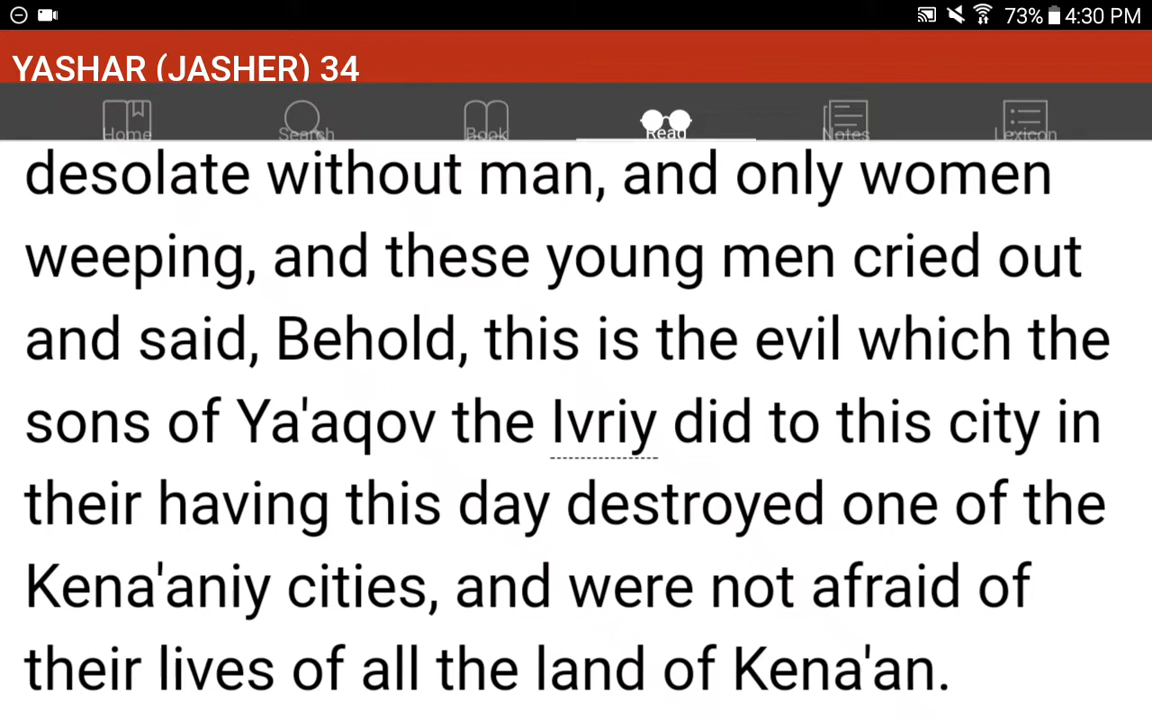 73% 4:30 PM
YASHAR (JASHER) 34
Home Search Book Read Notes Lexicon
desolate without man, and only women
weeping, and these young men cried out
and said, Behold, this is the evil which the
sons of Ya'aqov the Ivriy did to this city in
their having this day destroyed one of the
Kena'aniy cities, and were not afraid of
their lives of all the land of Kena'an.